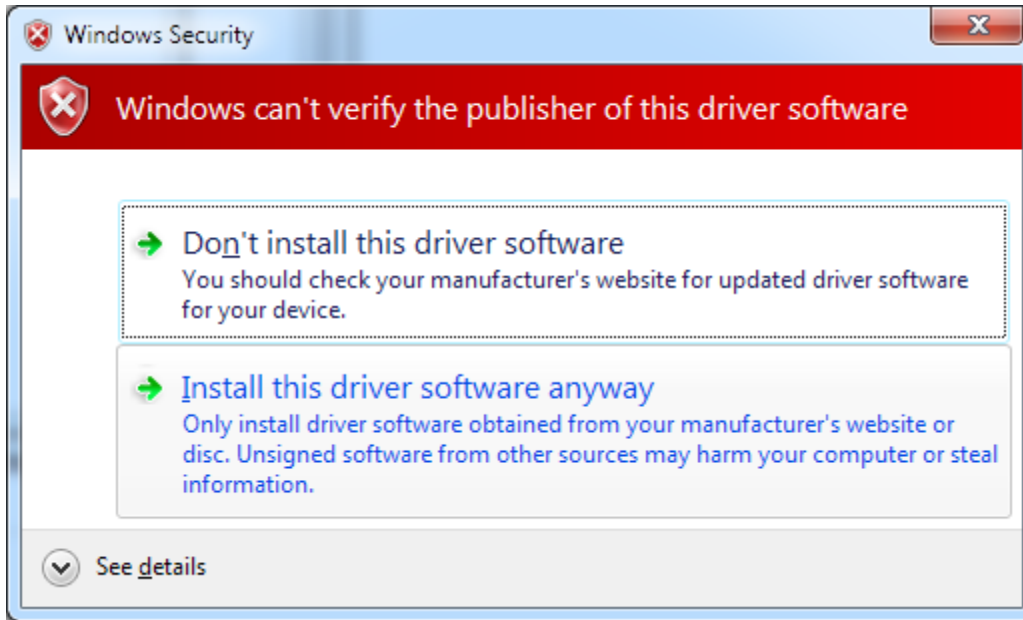 Windows Security
Windows can't verify the publisher of this driver software
Don't install this driver software
You should check your manufacturer's website for updated driver software
for your device.
Install this driver software anyway
Only install driver software obtained from your manufacturer's website or
disc. Unsigned software from other sources may harm your computer or steal
information.
See details